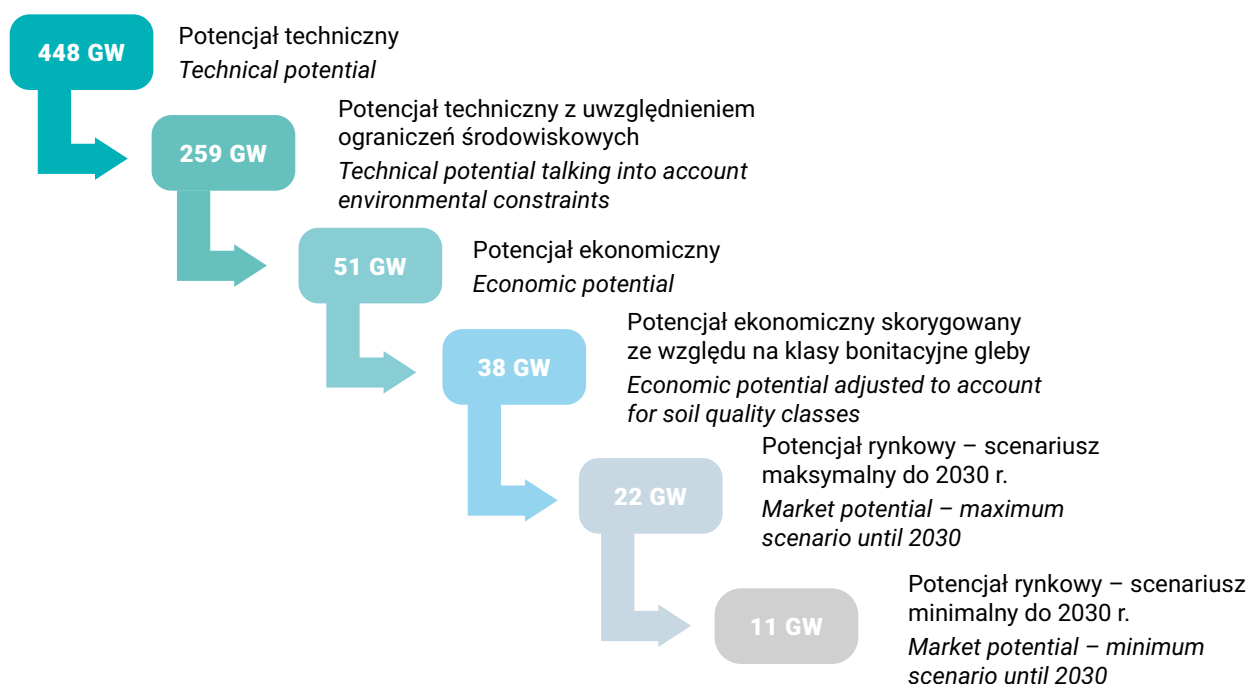 448 GW
Potencjał techniczny
Technical potential
259 GW
Potencjał techniczny z uwzględnieniem
ograniczeń środowiskowych
Technical potential talking into account
environmental constraints
51 GW
Potencjał ekonomiczny
Economic potential
38 GW
Potencjał ekonomiczny skorygowany
ze względu na klasy bonitacyjne gleby
Economic potential adjusted to account
for soil quality classes
22 GW
Potencjał rynkowy – scenariusz
maksymalny do 2030 r.
Market potential – maximum
scenario until 2030
11 GW
Potencjał rynkowy – scenariusz
minimalny do 2030 r.
Market potential – minimum
scenario until 2030